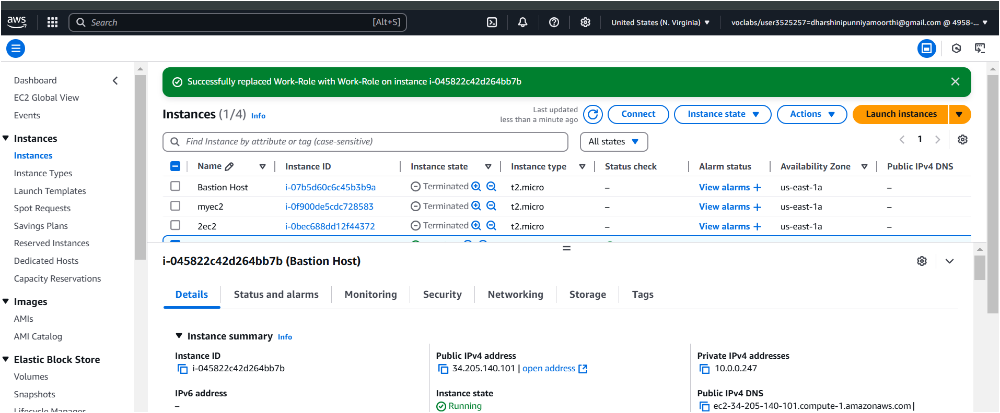 aws
Search [Alt+S] United States (N. Virginia) voclabs/user3525257=dharshinipunniyamoorthi@gmail.com @ 4958-...
Dashboard
EC2 Global View
Events
Instances
Instances
Instance Types
Launch Templates
Spot Requests
Savings Plans
Reserved Instances
Dedicated Hosts
Capacity Reservations
Images
AMIs
AMI Catalog
Elastic Block Store
Volumes
Snapshots
Lifecycle Manager
Successfully replaced Work-Role with Work-Role on instance i-045822c42d264bb7b
Instances (1/4) Info
Last updated
less than a minute ago
Connect Instance state Actions Launch instances
Find Instance by attribute or tag (case-sensitive) All states 1
Name Instance ID Instance state Instance type Status check Alarm status Availability Zone Public IPv4 DNS
Bastion Host i-07b5d60c6c45b3b9a Terminated t2.micro – View alarms + us-east-1a –
myec2 i-0f900de5cdc728583 Terminated t2.micro – View alarms + us-east-1a –
2ec2 i-0bec688dd12f44372 Terminated t2.micro – View alarms + us-east-1a –
i-045822c42d264bb7b (Bastion Host)
Details Status and alarms Monitoring Security Networking Storage Tags
Instance summary Info
Instance ID Public IPv4 address Private IPv4 addresses
i-045822c42d264bb7b 34.205.140.101 | open address 10.0.0.247
IPv6 address Instance state Public IPv4 DNS
– Running ec2-34-205-140-101.compute-1.amazonaws.com |